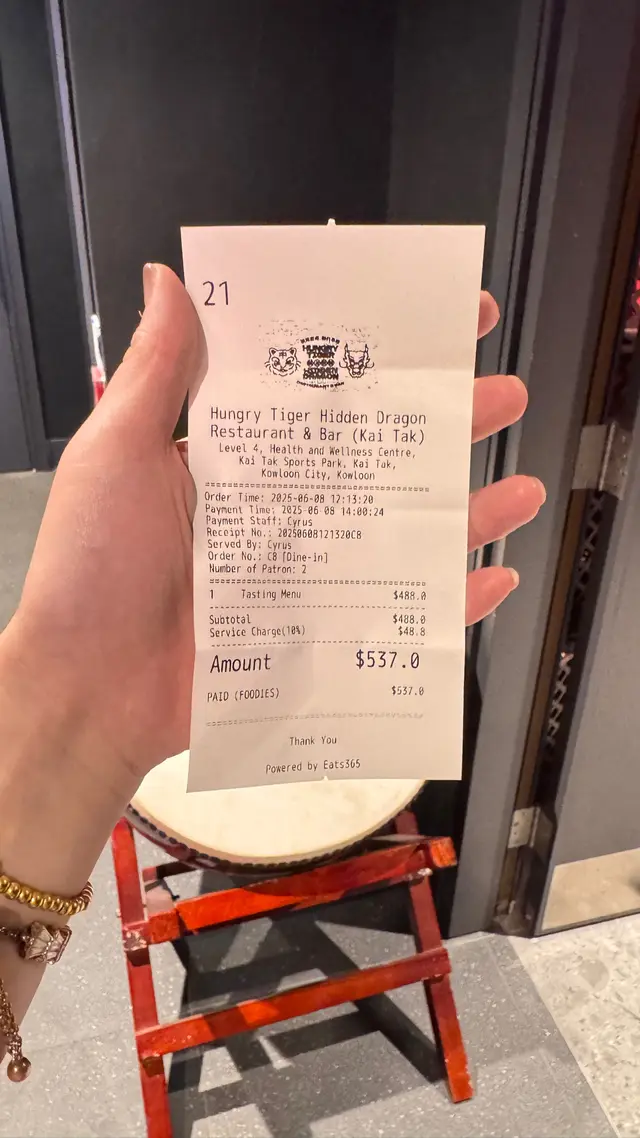 21
HUNGRY
TIGER
HIDDEN
DRAGON
Hungry Tiger Hidden Dragon
Restaurant & Bar (Kai Tak)
Level 4, Health and Wellness Centre,
Kai Tak Sports Park, Kai Tak,
Kowloon City, Kowloon
Order Time: 2025-06-08 12:13:20
Payment Time: 2025-06-08 14:00:24
Payment Staff: Cyrus
Receipt No.: 20250608121320C8
Served By: Cyrus
Order No.: C8 [Dine-in]
Number of Patron: 2
1 Tasting Menu $488.0
Subtotal $488.0
Service Charge(10%) $48.8
Amount $537.0
PAID (FOODIES) $537.0
Thank You
Powered by Eats365